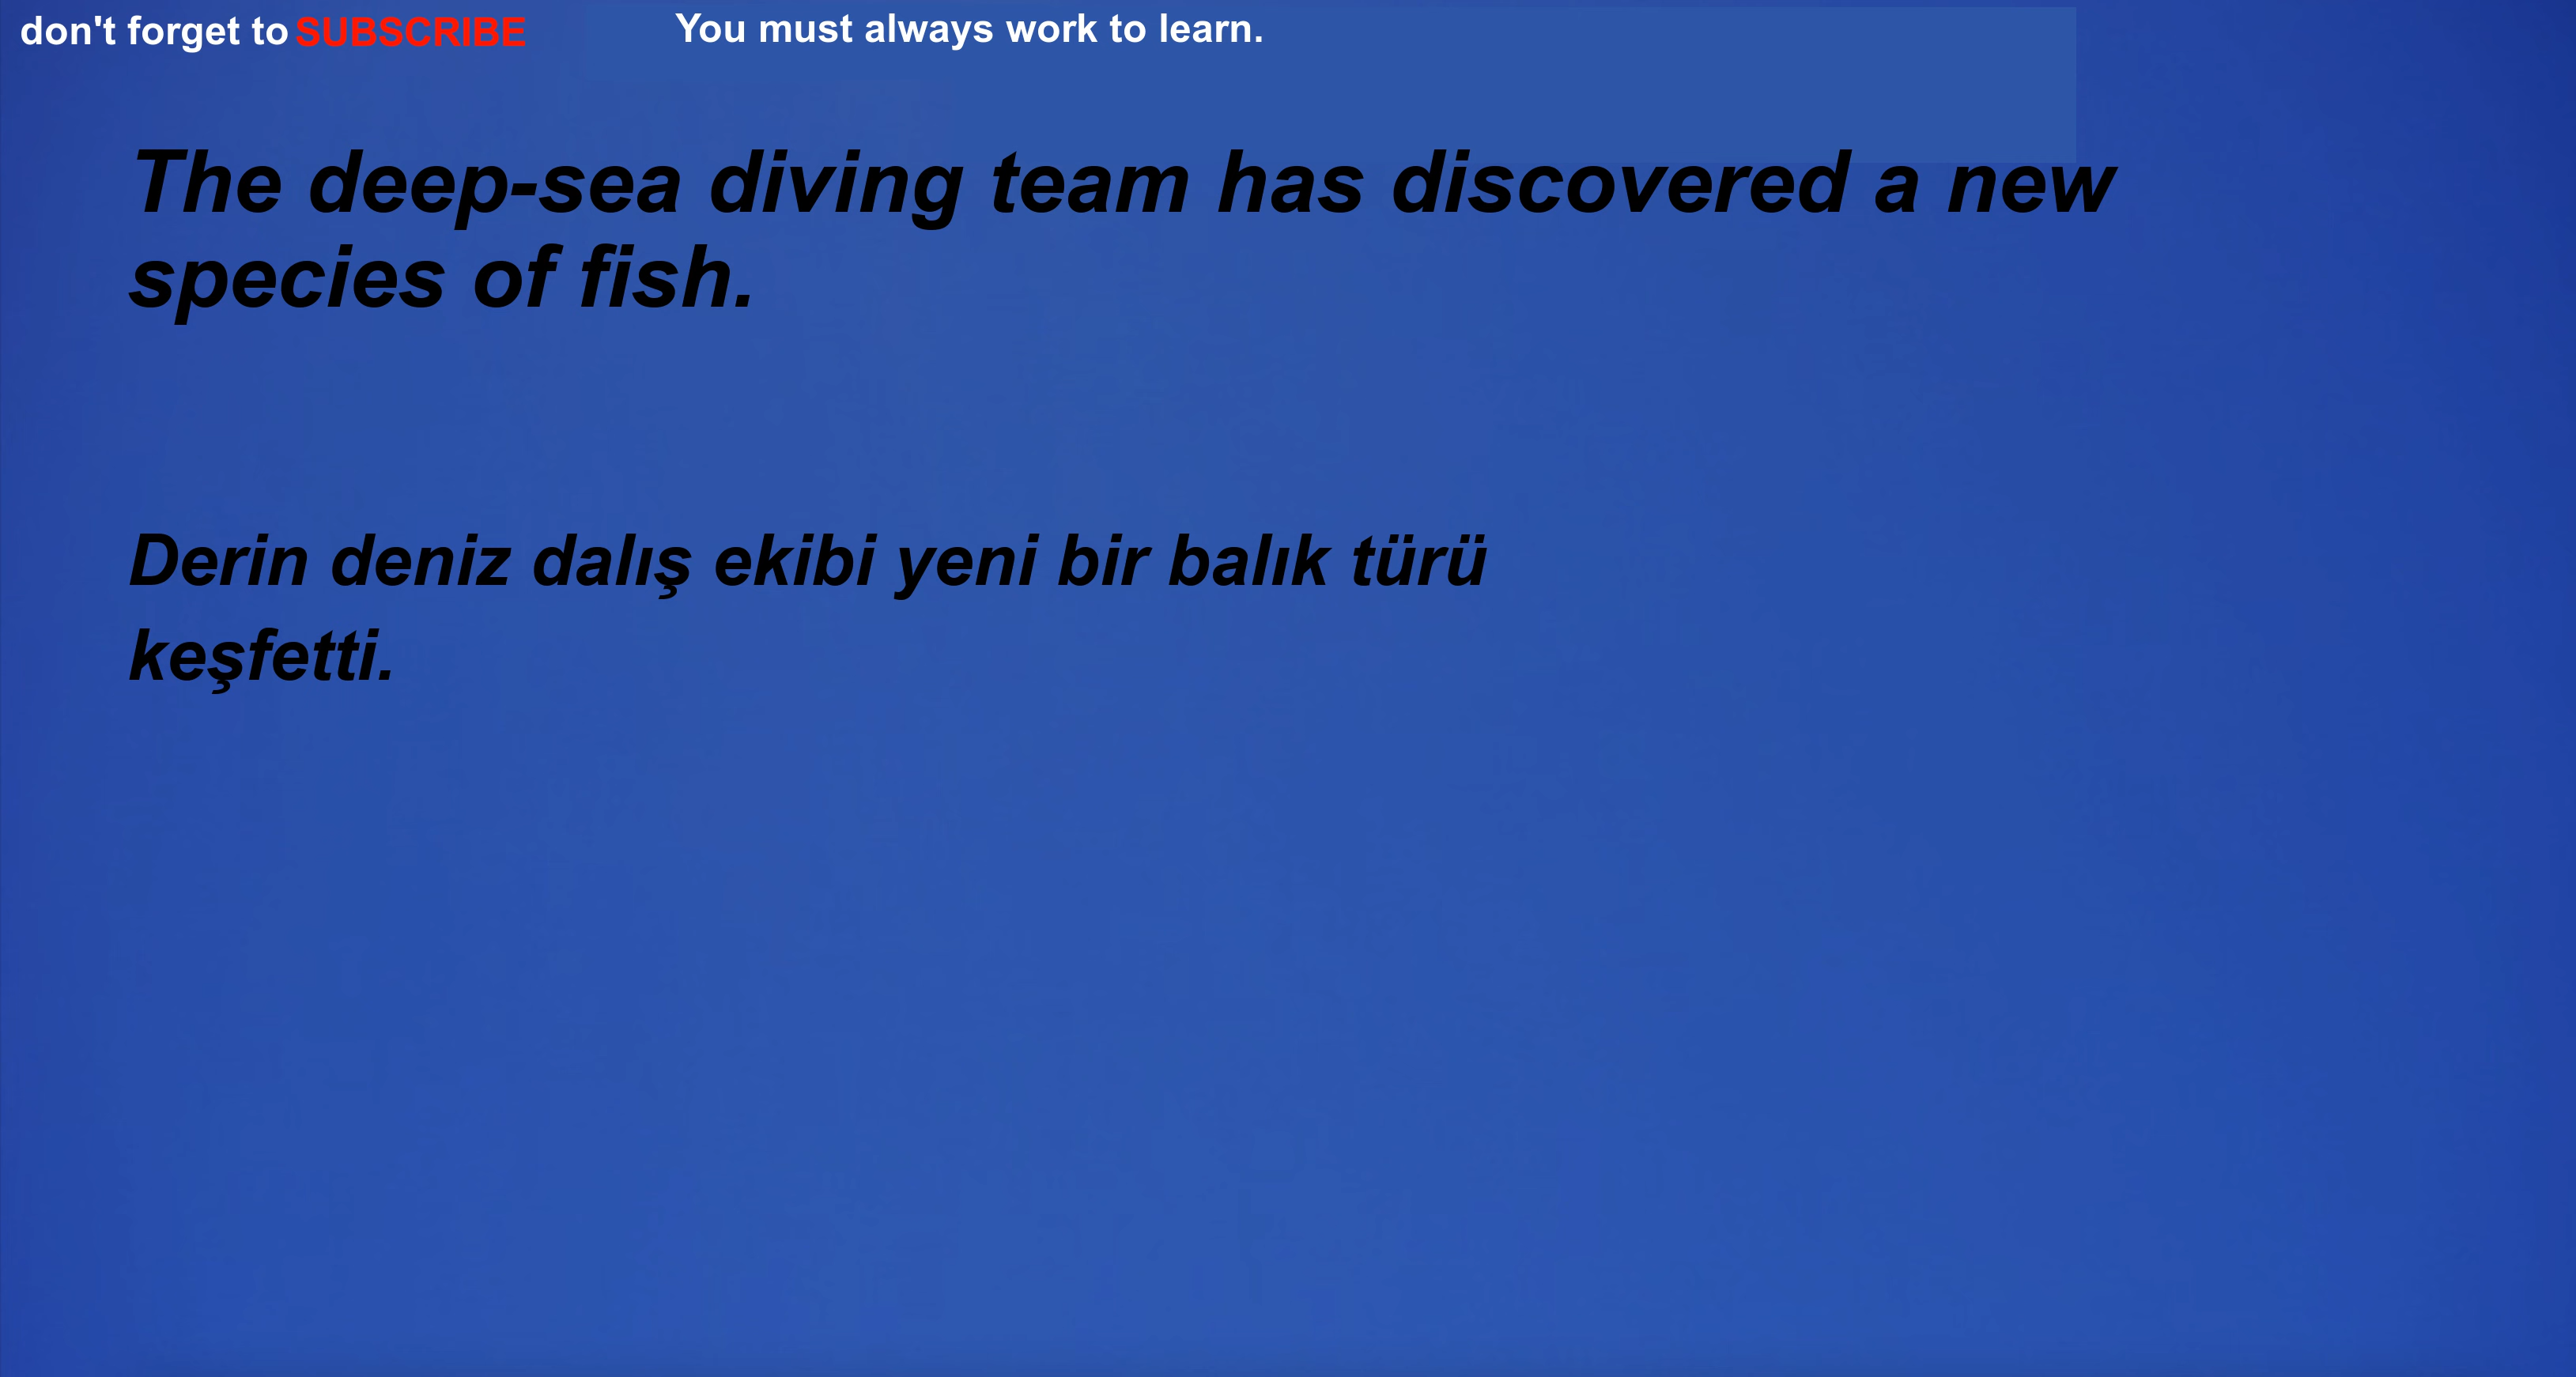 don't forget to SUBSCRIBE
You must always work to learn.
The deep-sea diving team has discovered a new
species of fish.
Derin deniz dalış ekibi yeni bir balık türü
keşfetti.